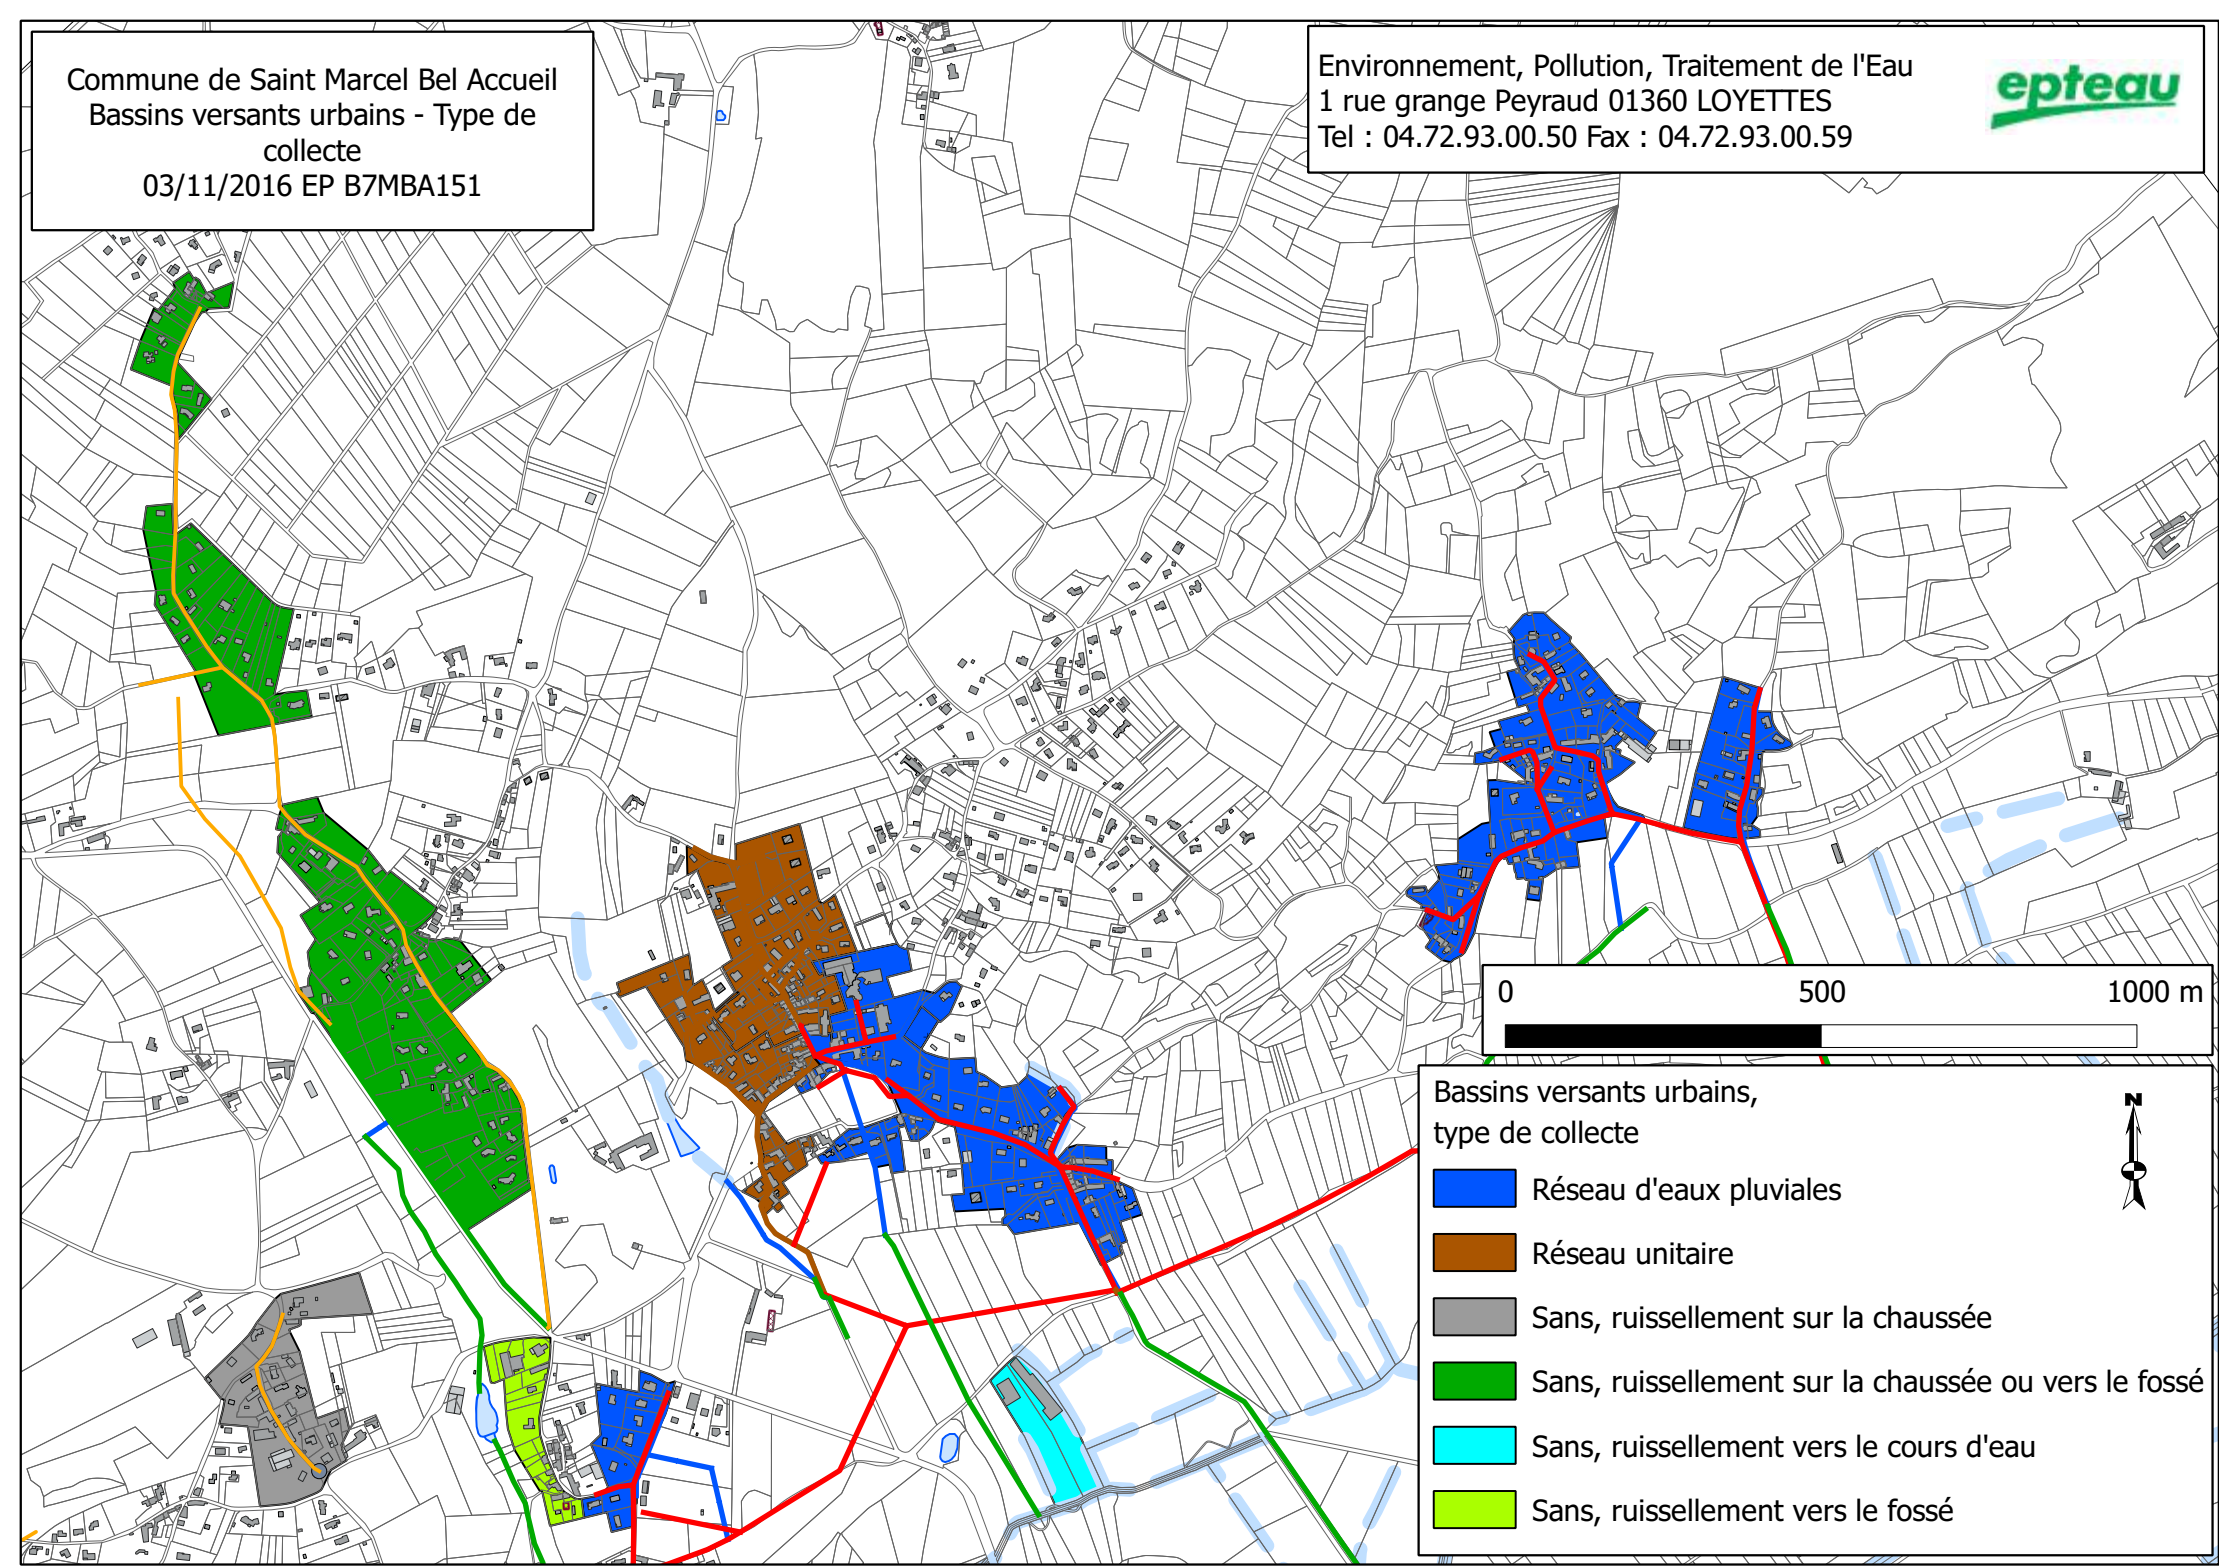 Commune de Saint Marcel Bel Accueil
Bassins versants urbains - Type de
collecte
03/11/2016 EP B7MBA151
Environnement, Pollution, Traitement de l'Eau
1 rue grange Peyraud 01360 LOYETTES
Tel : 04.72.93.00.50 Fax : 04.72.93.00.59
epteau
0 500 1000 m
Bassins versants urbains,
type de collecte
N
Réseau d'eaux pluviales
Réseau unitaire
Sans, ruissellement sur la chaussée
Sans, ruissellement sur la chaussée ou vers le fossé
Sans, ruissellement vers le cours d'eau
Sans, ruissellement vers le fossé